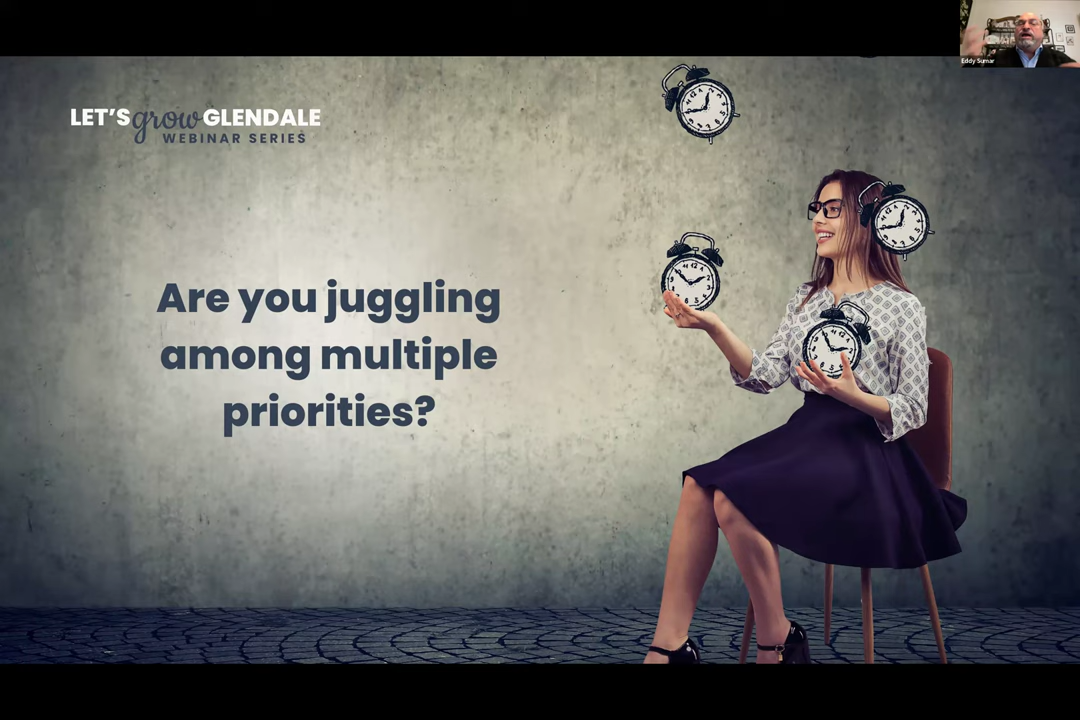 Eddy Sumar
LET'S grow GLENDALE
WEBINAR SERIES
Are you juggling
among multiple
priorities?